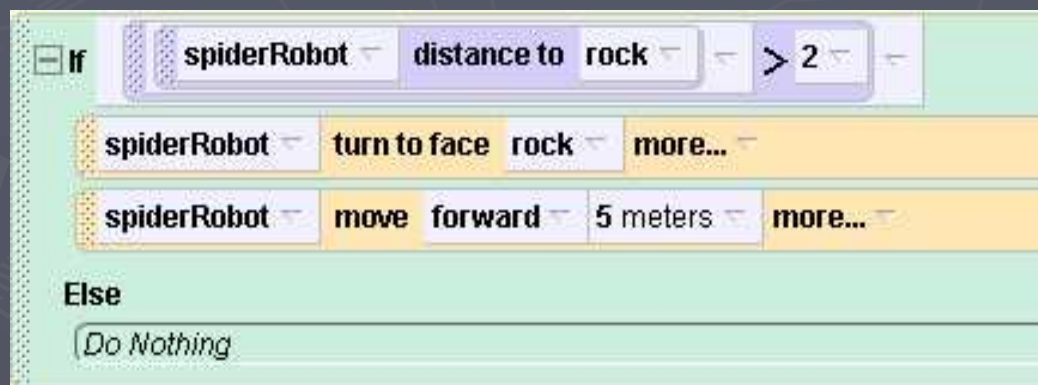 If spiderRobot distance to rock > 2
spiderRobot turn to face rock more...
spiderRobot move forward 5 meters more...
Else
Do Nothing